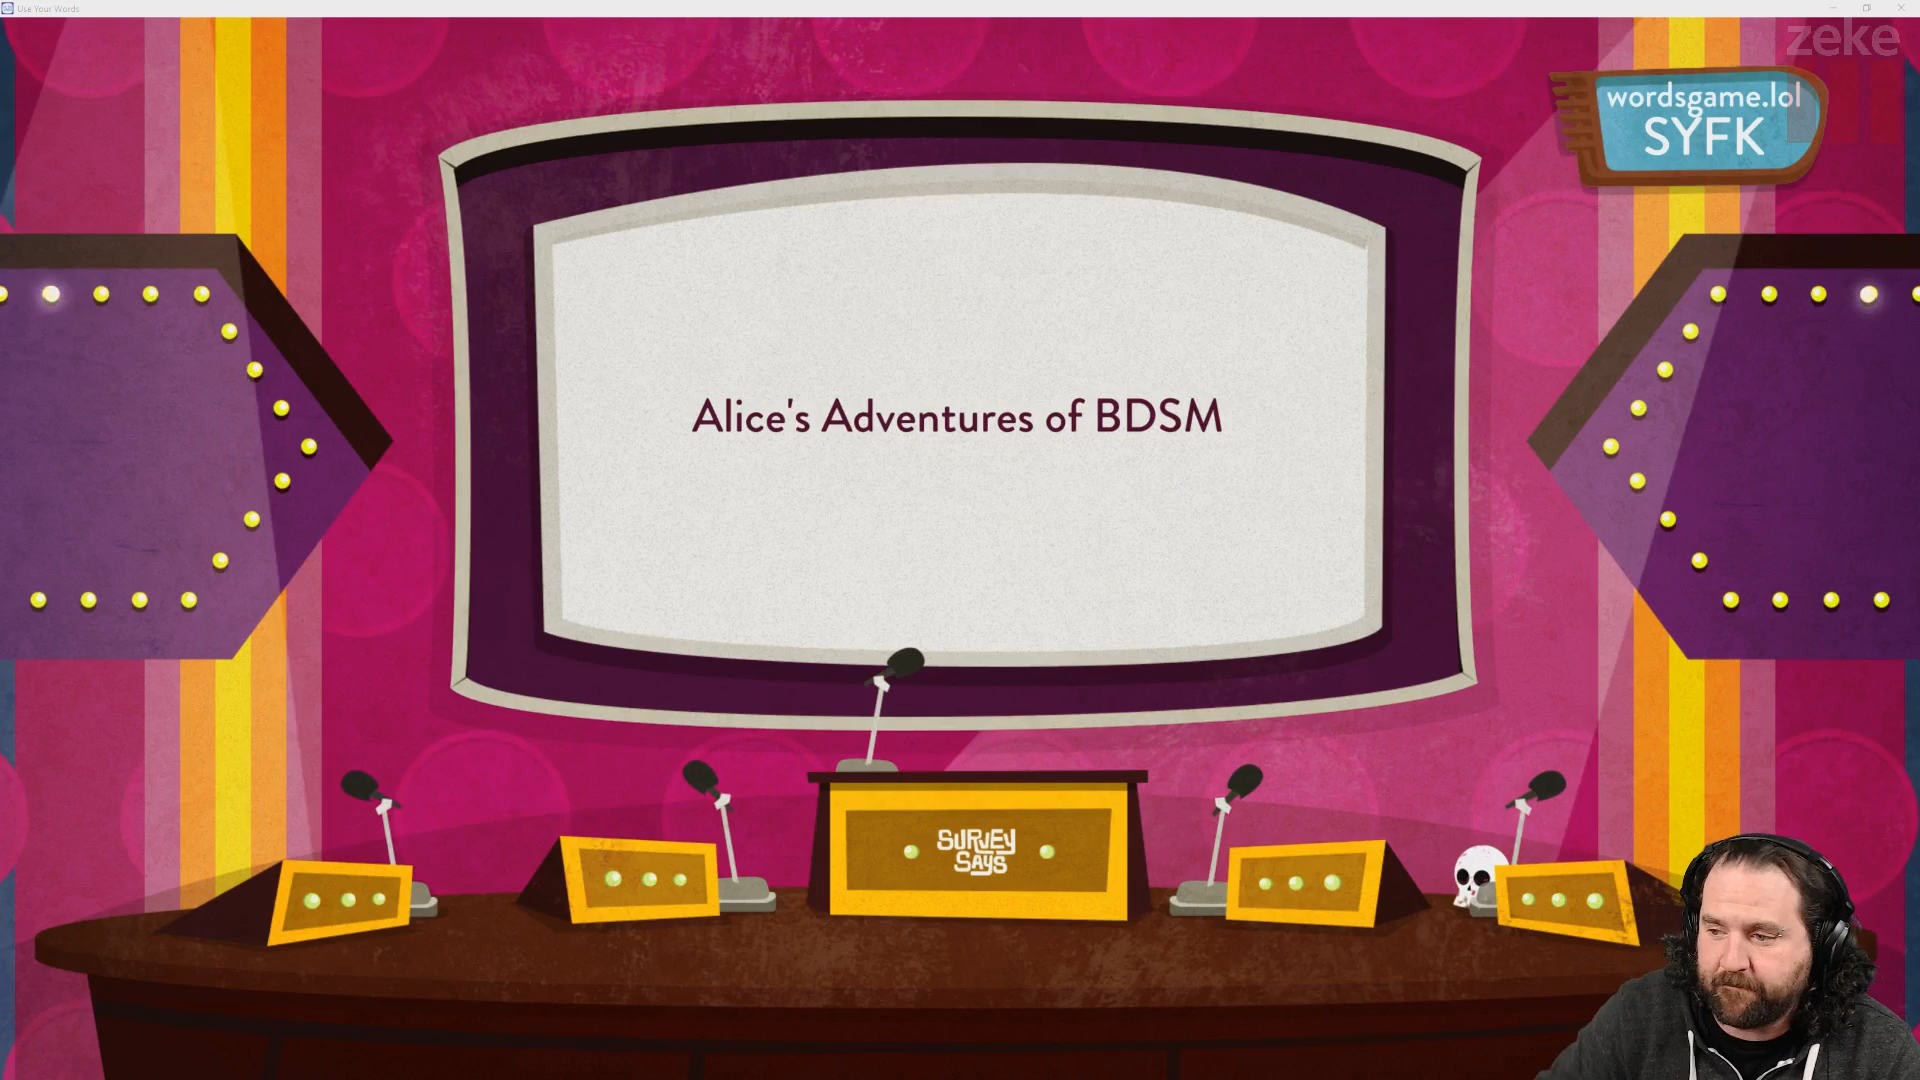 Use Your Words
zeke
wordsgame.lol
SYFK
Alice's Adventures of BDSM
SURVEY
SAYS